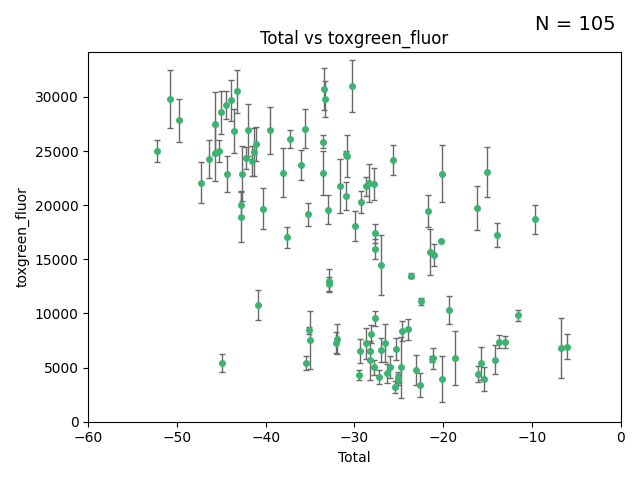 N = 105
Total vs toxgreen_fluor
30000
25000
20000
15000
10000
5000
0
toxgreen_fluor
−60 −50 −40 −30 −20 −10 0
Total